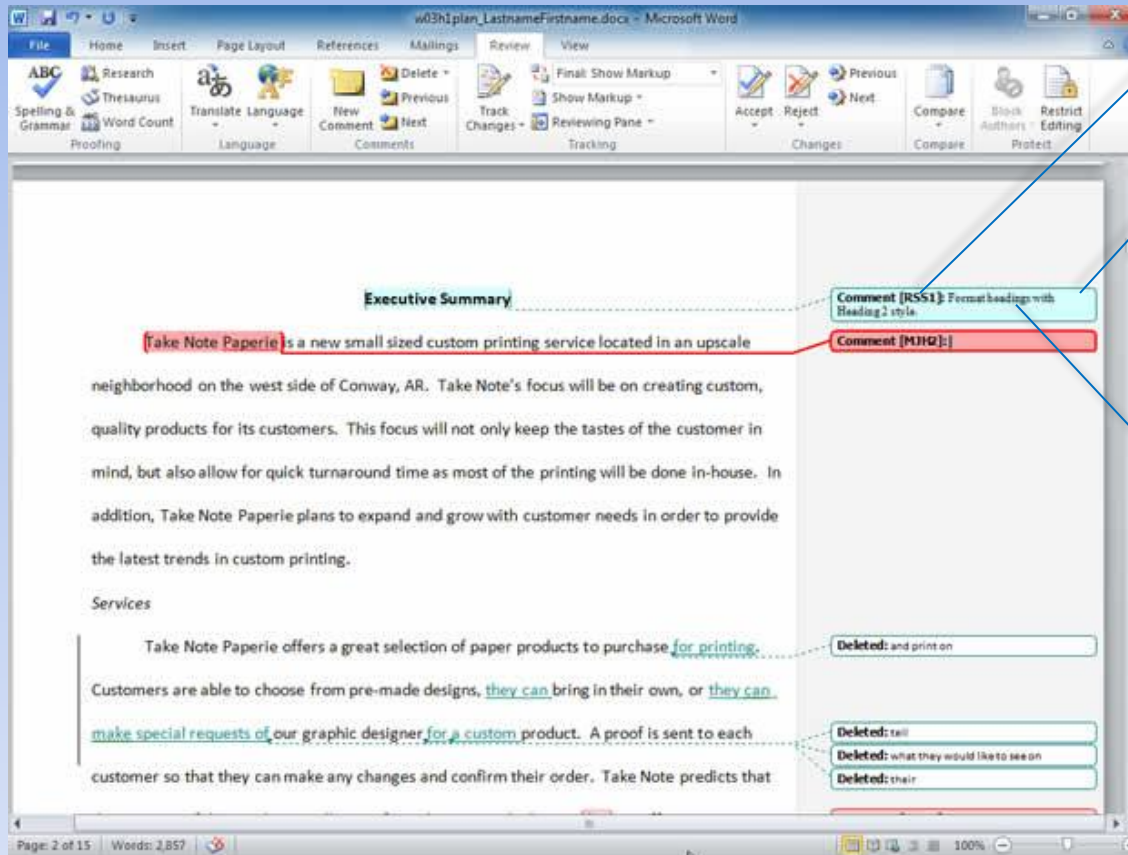 w03h1plan_LastnameFirstname.docx - Microsoft Word
File Home Insert Page Layout References Mailings Review View
ABC Spelling & Grammar
Research
Thesaurus
Word Count
Proofing
Translate Language
Language
New Comment
Delete
Previous
Next
Comments
Track Changes
Final: Show Markup
Show Markup
Reviewing Pane
Tracking
Accept Reject
Previous
Next
Changes
Compare
Compare
Block Authors
Restrict Editing
Protect
Executive Summary
Comment [RSS1]: Format headings with
Heading 2 style.
Take Note Paperie is a new small sized custom printing service located in an upscale
Comment [MJH2]:
neighborhood on the west side of Conway, AR. Take Note's focus will be on creating custom,
quality products for its customers. This focus will not only keep the tastes of the customer in
mind, but also allow for quick turnaround time as most of the printing will be done in-house. In
addition, Take Note Paperie plans to expand and grow with customer needs in order to provide
the latest trends in custom printing.
Services
Take Note Paperie offers a great selection of paper products to purchase for printing.
Deleted: and print on
Customers are able to choose from pre-made designs, they can bring in their own, or they can
make special requests of our graphic designer for a custom product. A proof is sent to each
Deleted: tell
Deleted: what they would like to see on
Deleted: their
customer so that they can make any changes and confirm their order. Take Note predicts that
Page: 2 of 15 Words: 2,857 100%